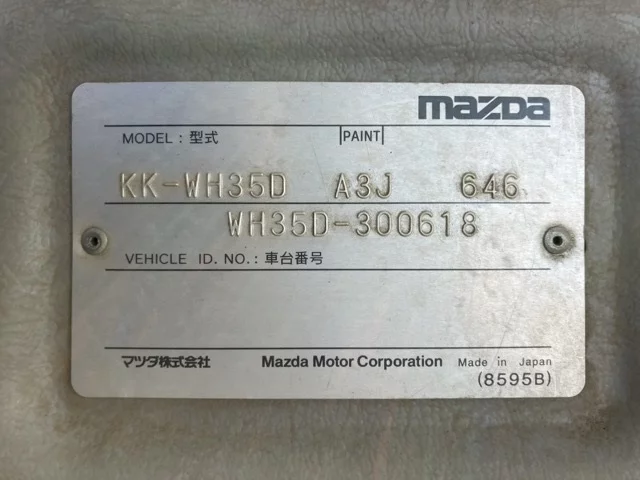 mazda
MODEL : 型式 |PAINT|
KK-WH35D A3J 646
WH35D-300618
VEHICLE ID. NO. : 車台番号
マツダ株式会社 Mazda Motor Corporation Made in Japan
(8595B)